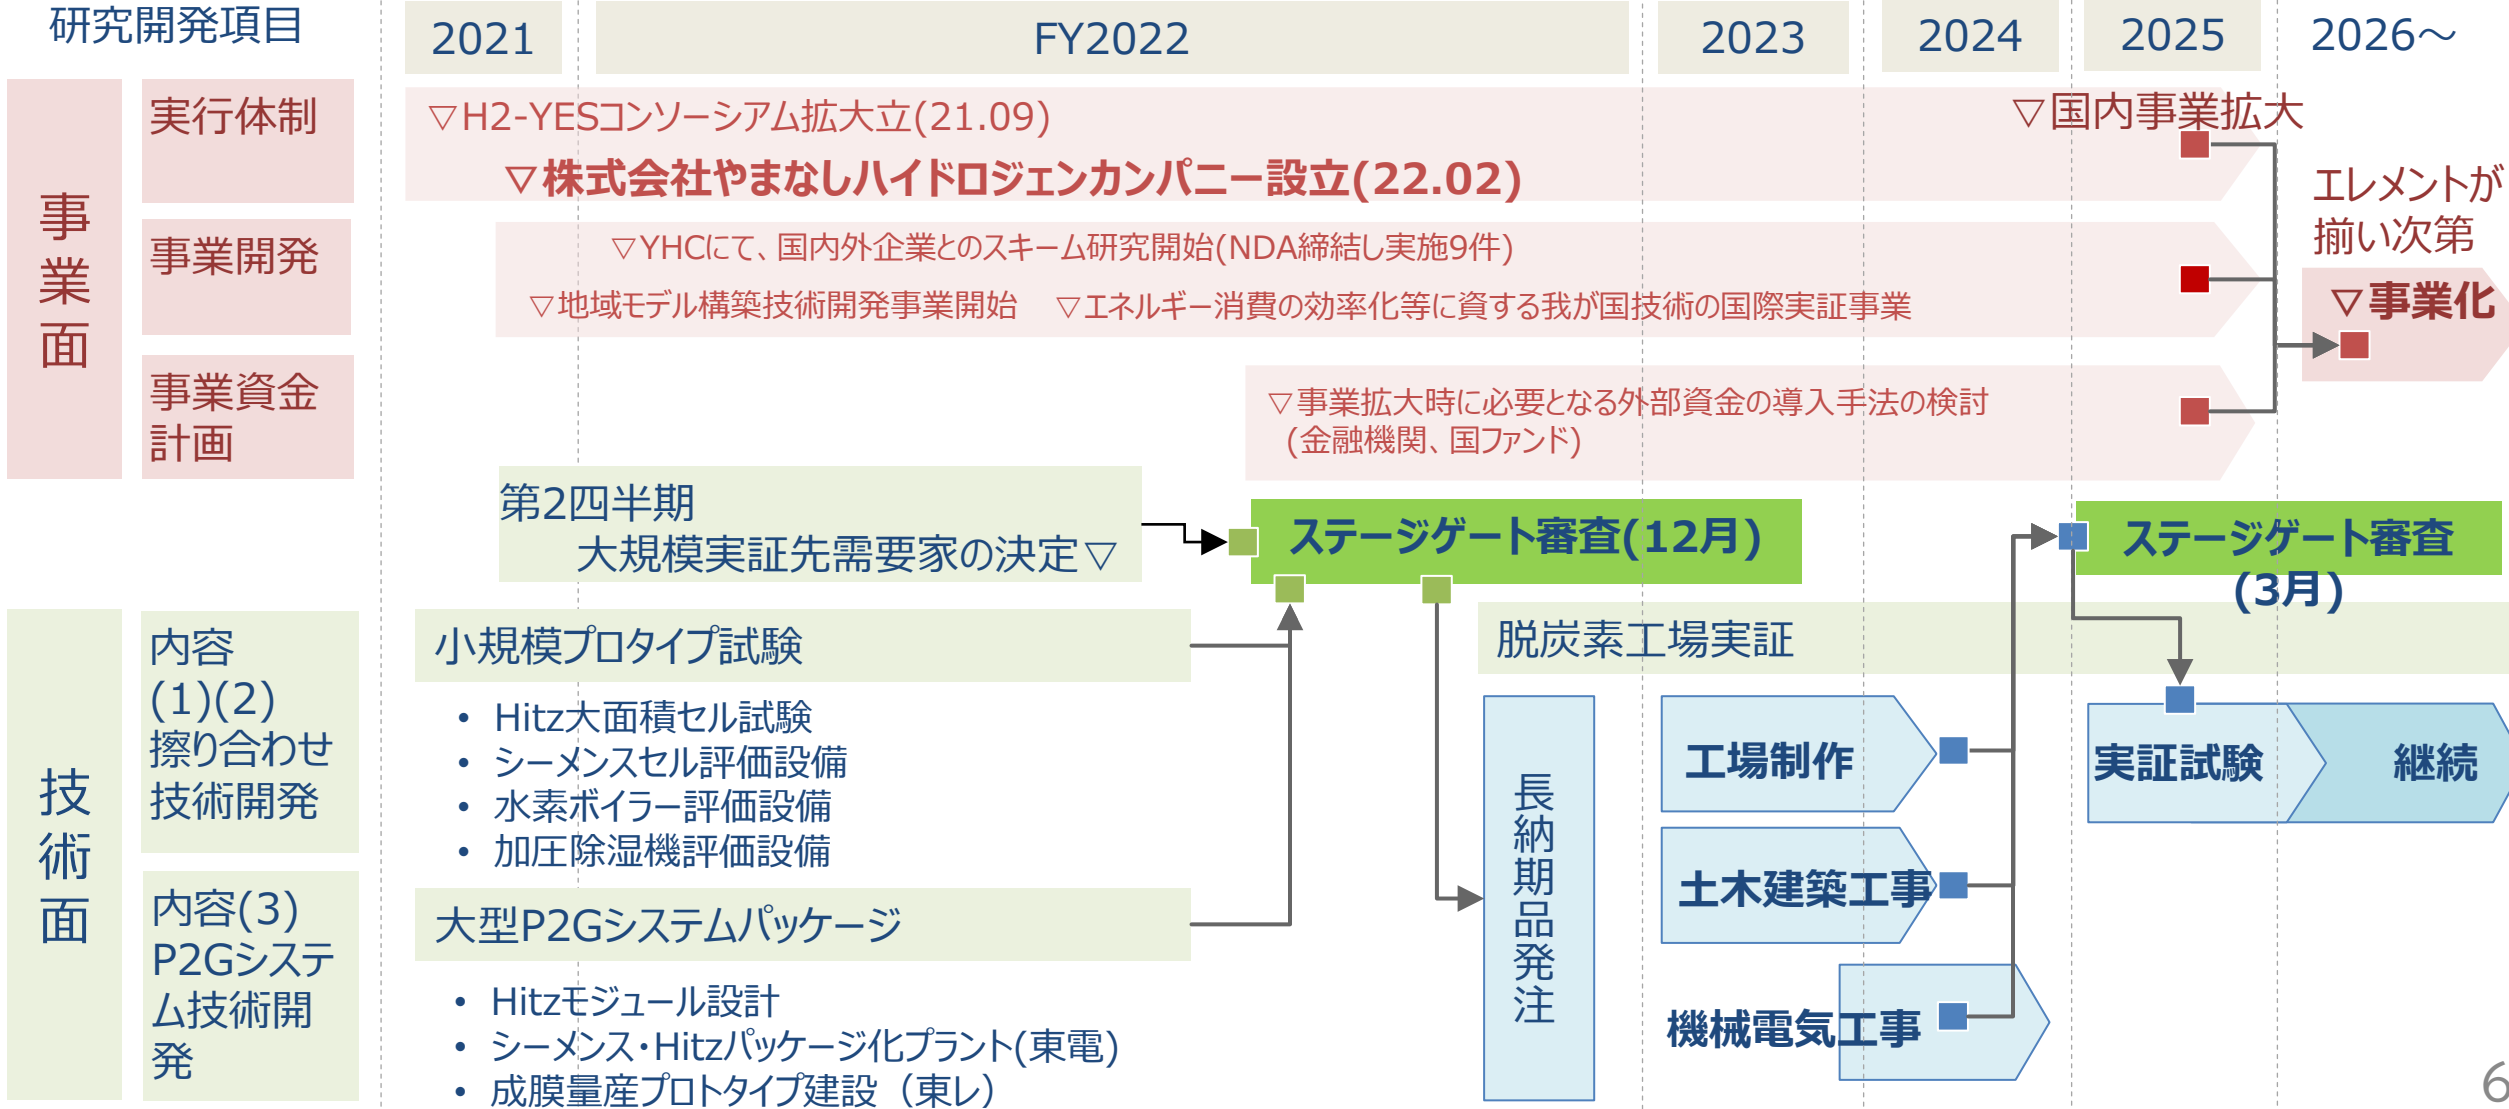 研究開発項目
2021
FY2022
2023
2024
2025
2026～
事業面
実行体制
▽H2-YESコンソーシアム拡大立(21.09)
▽国内事業拡大
▽株式会社やまなしハイドロジェンカンパニー設立(22.02)
エレメントが
揃い次第
事業開発
▽YHCにて、国内外企業とのスキーム研究開始(NDA締結し実施9件)
▽地域モデル構築技術開発事業開始
▽エネルギー消費の効率化等に資する我が国技術の国際実証事業
▽事業化
事業資金
計画
▽事業拡大時に必要となる外部資金の導入手法の検討
(金融機関、国ファンド)
第2四半期
大規模実証先需要家の決定▽
ステージゲート審査(12月)
ステージゲート審査
(3月)
技術面
内容
(1)(2)
擦り合わせ
技術開発
小規模プロタイプ試験
• Hitz大面積セル試験
• シーメンスセル評価設備
• 水素ボイラー評価設備
• 加圧除湿機評価設備
脱炭素工場実証
長納期品発注
工場制作
土木建築工事
機械電気工事
実証試験
継続
内容(3)
P2Gシステ
ム技術開
発
大型P2Gシステムパッケージ
• Hitzモジュール設計
• シーメンス・Hitzパッケージ化プラント(東電)
• 成膜量産プロトタイプ建設（東レ）
6